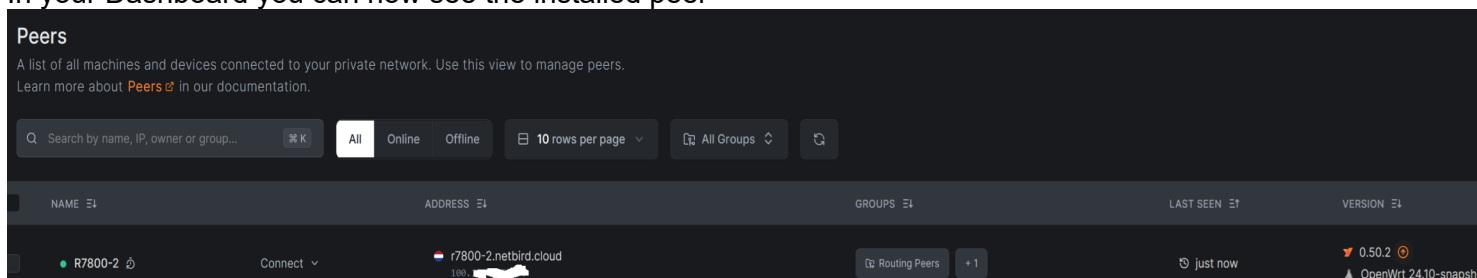 in your Dashboard you can now see the installed peer
Peers
A list of all machines and devices connected to your private network. Use this view to manage peers.
Learn more about Peers in our documentation.
Search by name, IP, owner or group... ⌘ K All Online Offline 10 rows per page All Groups
NAME ADDRESS GROUPS LAST SEEN VERSION
R7800-2 Connect r7800-2.netbird.cloud Routing Peers +1 just now 0.50.2
100. OpenWrt 24.10-snapsh